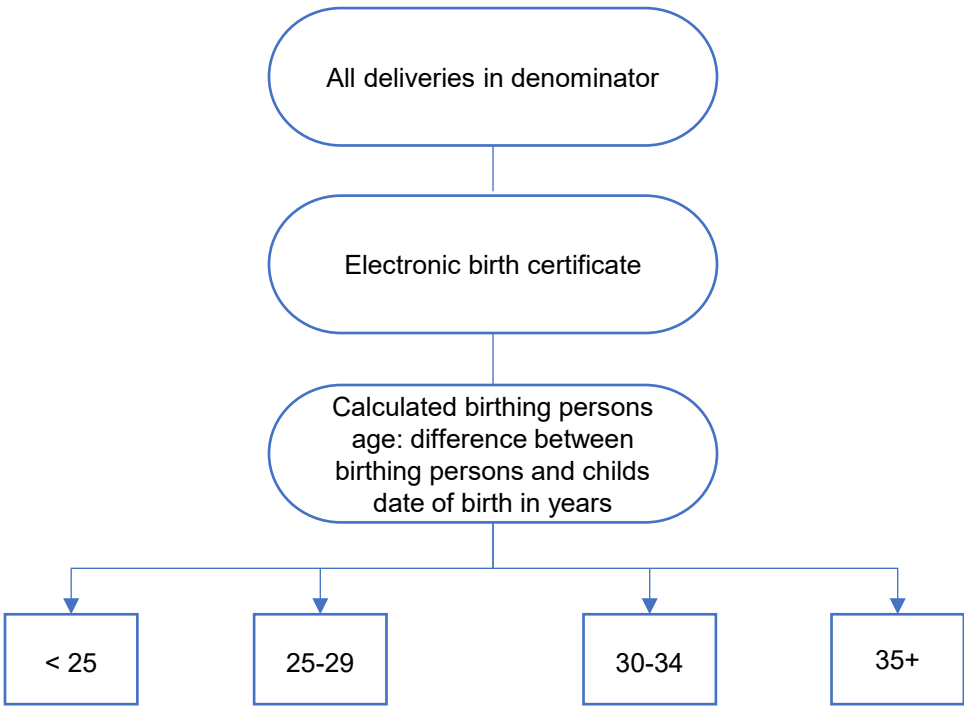 All deliveries in denominator
Electronic birth certificate
Calculated birthing persons
age: difference between
birthing persons and childs
date of birth in years
< 25
25-29
30-34
35+